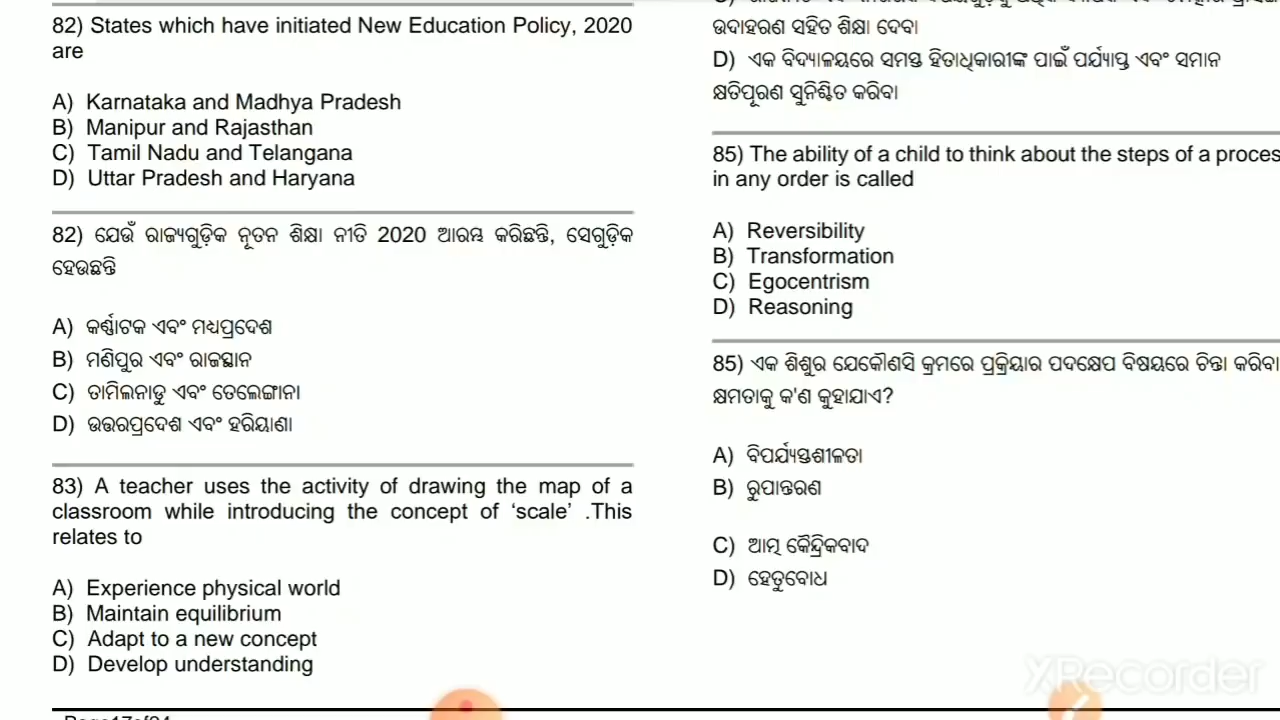 82) States which have initiated New Education Policy, 2020
are
A) Karnataka and Madhya Pradesh
B) Manipur and Rajasthan
C) Tamil Nadu and Telangana
D) Uttar Pradesh and Haryana
82) ଯେଉଁ ରାଜ୍ୟଗୁଡ଼ିକ ନୂତନ ଶିକ୍ଷା ନୀତି 2020 ଆରମ୍ଭ କରିଛନ୍ତି, ସେଗୁଡ଼ିକ
ହେଉଛନ୍ତି
A) କର୍ଣ୍ଣାଟକ ଏବଂ ମଧ୍ୟପ୍ରଦେଶ
B) ମଣିପୁର ଏବଂ ରାଜସ୍ଥାନ
C) ତାମିଲନାଡୁ ଏବଂ ତେଲେଙ୍ଗାନା
D) ଉତ୍ତରପ୍ରଦେଶ ଏବଂ ହରିୟାଣା
83) A teacher uses the activity of drawing the map of a
classroom while introducing the concept of ‘scale’ .This
relates to
A) Experience physical world
B) Maintain equilibrium
C) Adapt to a new concept
D) Develop understanding
ଉଦାହରଣ ସହିତ ଶିକ୍ଷା ଦେବା
D) ଏକ ବିଦ୍ୟାଳୟରେ ସମସ୍ତ ହିତାଧିକାରୀଙ୍କ ପାଇଁ ପର୍ଯ୍ୟାପ୍ତ ଏବଂ ସମାନ
କ୍ଷତିପୂରଣ ସୁନିଶ୍ଚିତ କରିବା
85) The ability of a child to think about the steps of a proces
in any order is called
A) Reversibility
B) Transformation
C) Egocentrism
D) Reasoning
85) ଏକ ଶିଶୁର ଯେକୌଣସି କ୍ରମରେ ପ୍ରକ୍ରିୟାର ପଦକ୍ଷେପ ବିଷୟରେ ଚିନ୍ତା କରିବା
କ୍ଷମତାକୁ କ'ଣ କୁହାଯାଏ?
A) ବିପର୍ଯ୍ୟସ୍ତଶୀଳତା
B) ରୁପାନ୍ତରଣ
C) ଆତ୍ମ କୈନ୍ଦ୍ରିକବାଦ
D) ହେତୁବୋଧ
XRecorder